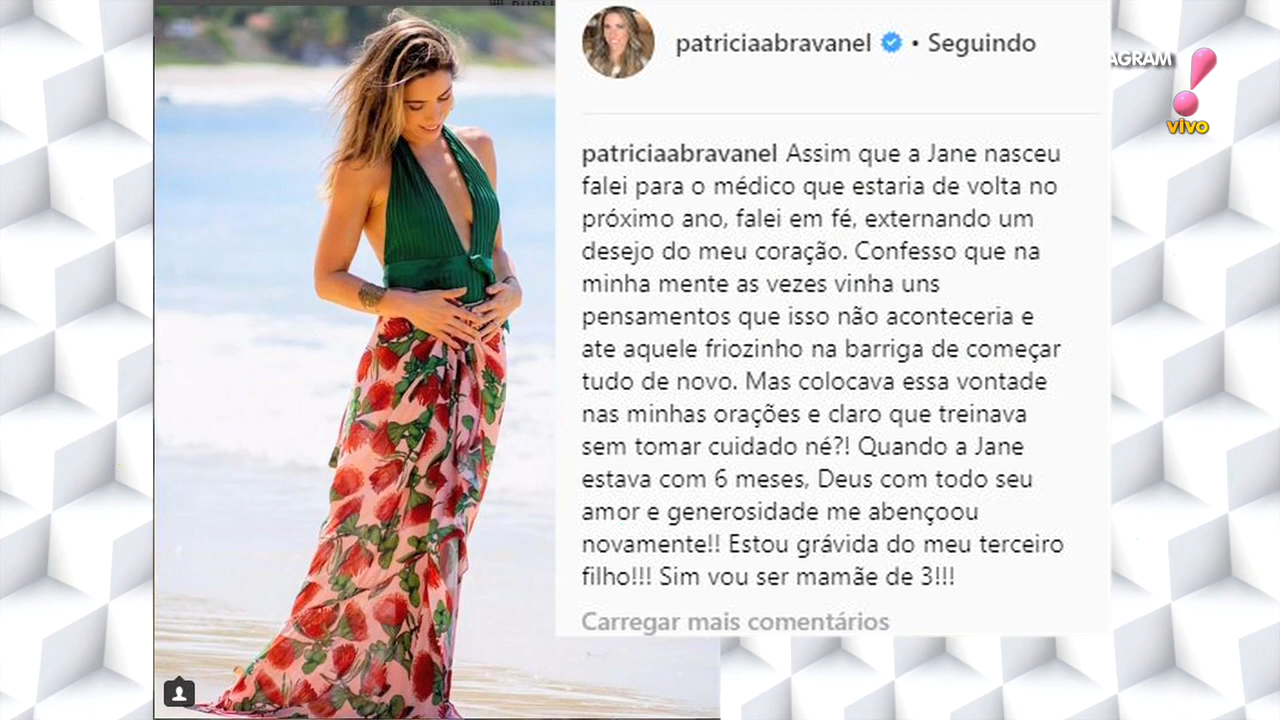 patriciaabravanel • Seguindo
AGRAM
vivo
patriciaabravanel Assim que a Jane nasceu
falei para o médico que estaria de volta no
próximo ano, falei em fé, externando um
desejo do meu coração. Confesso que na
minha mente as vezes vinha uns
pensamentos que isso não aconteceria e
ate aquele friozinho na barriga de começar
tudo de novo. Mas colocava essa vontade
nas minhas orações e claro que treinava
sem tomar cuidado né?! Quando a Jane
estava com 6 meses, Deus com todo seu
amor e generosidade me abençoou
novamente!! Estou grávida do meu terceiro
filho!!! Sim vou ser mamãe de 3!!!
Carregar mais comentários